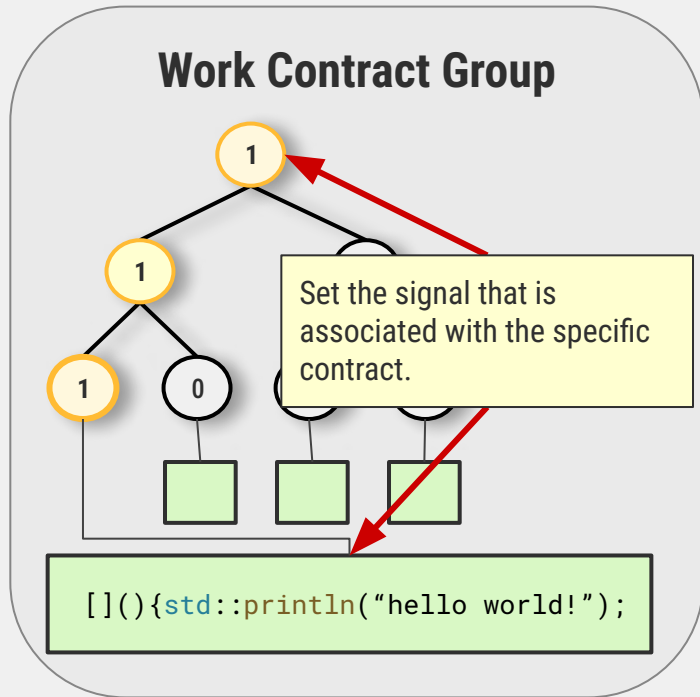 Work Contract Group
1
1
Set the signal that is
associated with the specific
contract.
1
0
[](){std::println(“hello world!”);